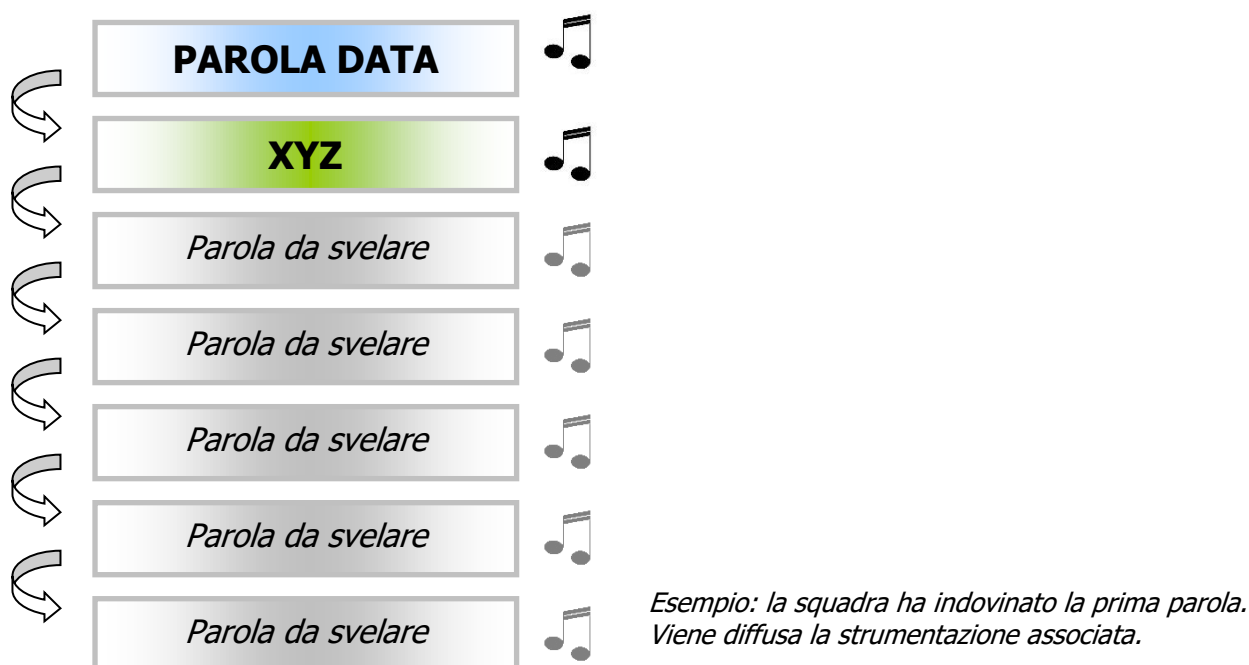 PAROLA DATA
XYZ
Parola da svelare
Parola da svelare
Parola da svelare
Parola da svelare
Parola da svelare
Esempio: la squadra ha indovinato la prima parola.
Viene diffusa la strumentazione associata.